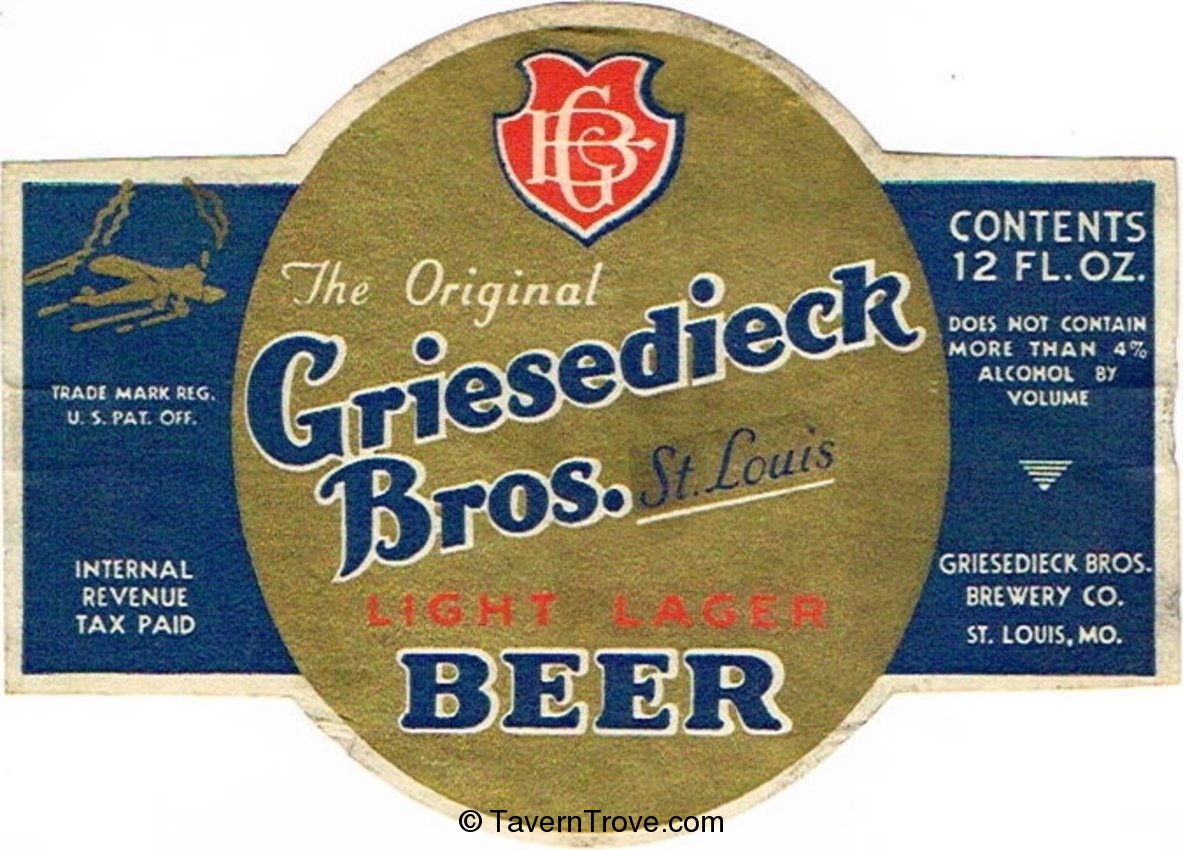 GBC
The Original
Griesedieck
Bros. St. Louis
LIGHT LAGER
BEER
TRADE MARK REG.
U. S. PAT. OFF.
INTERNAL
REVENUE
TAX PAID
CONTENTS
12 FL. OZ.
DOES NOT CONTAIN
MORE THAN 4%
ALCOHOL BY
VOLUME
GRIESEDIECK BROS.
BREWERY CO.
ST. LOUIS, MO.
© TavernTrove.com